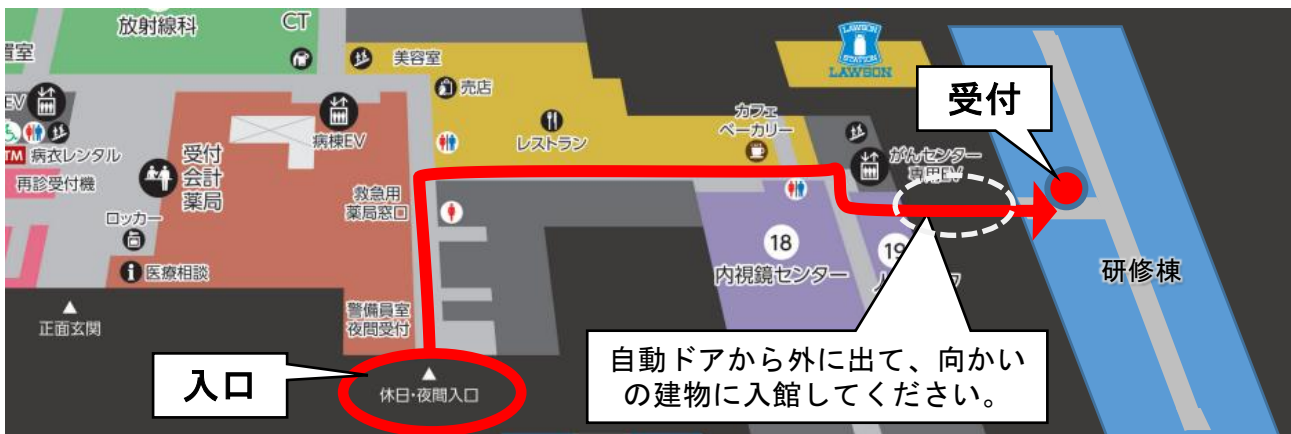 放射線科
CT
置室
美容室
売店
LAWSON
STATION
LAWSON
受付
EV
病棟EV
レストラン
カフェ
ベーカリー
がんセンター
専用EV
TM
病衣レンタル
再診受付機
受付
会計
薬局
救急用
薬局窓口
ロッカー
医療相談
18
内視鏡センター
19
研修棟
警備員室
夜間受付
正面玄関
入口
休日・夜間入口
自動ドアから外に出て、向かい
の建物に入館してください。